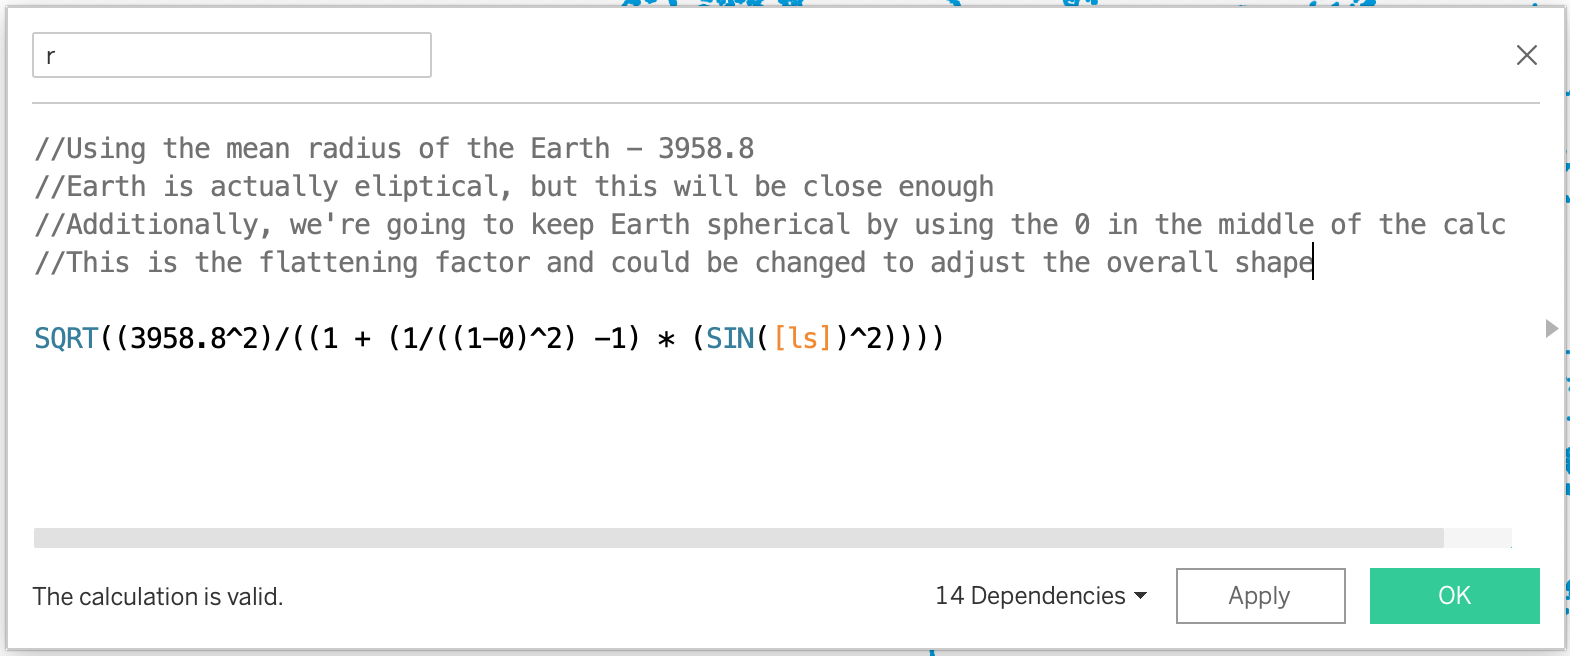 r
//Using the mean radius of the Earth – 3958.8
//Earth is actually eliptical, but this will be close enough
//Additionally, we're going to keep Earth spherical by using the 0 in the middle of the calc
//This is the flattening factor and could be changed to adjust the overall shape
SQRT((3958.8^2)/((1 + (1/((1-0)^2) -1) * (SIN([ls])^2))))
The calculation is valid.
14 Dependencies
Apply
OK